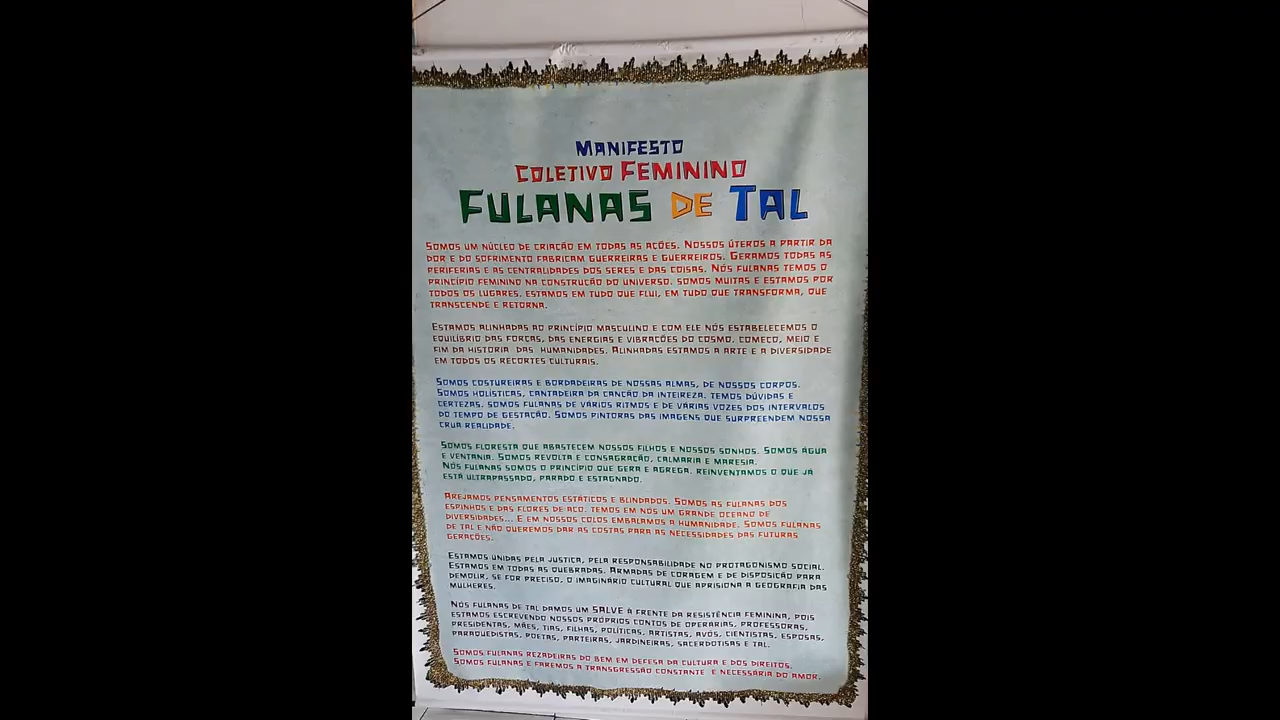 MANIFESTO
COLETIVO FEMININO
FULANAS DE TAL
SOMOS UM NÚCLEO DE CRIAÇÃO EM TODAS AS AÇÕES. NOSSOS ÚTEROS A PARTIR DA
DOR E DO SOFRIMENTO FABRICAM GUERREIRAS E GUERREIROS. GERAMOS TODAS AS
PERIFERIAS E AS CENTRALIDADES DOS SERES E DAS COISAS. NÓS FULANAS TEMOS O
PRINCÍPIO FEMININO NA CONSTRUÇÃO DO UNIVERSO. SOMOS MUITAS E ESTAMOS POR
TODOS OS LUGARES. ESTAMOS EM TUDO QUE FLUI, EM TUDO QUE TRANSFORMA, QUE
TRANSCENDE E RETORNA.
ESTAMOS ALINHADAS AO PRINCÍPIO MASCULINO E COM ELE NÓS ESTABELECEMOS O
EQUILÍBRIO DAS FORÇAS, DAS ENERGIAS E VIBRAÇÕES DO COSMO. COMEÇO, MEIO E
FIM DA HISTORIA DAS HUMANIDADES. ALINHADAS ESTAMOS A ARTE E A DIVERSIDADE
EM TODOS OS RECORTES CULTURAIS.
SOMOS COSTUREIRAS E BORDADEIRAS DE NOSSAS ALMAS, DE NOSSOS CORPOS.
SOMOS HOLÍSTICAS, CANTADEIRA DA CANÇÃO DA INTEIREZA. TEMOS DÚVIDAS E
CERTEZAS. SOMOS FULANAS DE VÁRIOS RITMOS E DE VÁRIAS VOZES DOS INTERVALOS
DO TEMPO DE GESTAÇÃO. SOMOS PINTORAS DAS IMAGENS QUE SURPREENDEM NOSSA
CRUA REALIDADE.
SOMOS FLORESTA QUE ABASTECEM NOSSOS FILHOS E NOSSOS SONHOS. SOMOS ÁGUA
E VENTANIA. SOMOS REVOLTA E CONSAGRAÇÃO, CALMARIA E MARESIA.
NÓS FULANAS SOMOS O PRINCÍPIO QUE GERA E AGREGA. REINVENTAMOS O QUE JÁ
ESTÁ ULTRAPASSADO, PARADO E ESTAGNADO.
AREJAMOS PENSAMENTOS ESTÁTICOS E BLINDADOS. SOMOS AS FULANAS DOS
ESPINHOS E DAS FLORES DE AÇO. TEMOS EM NÓS UM GRANDE OCEANO DE
DIVERSIDADES... E EM NOSSOS COLOS EMBALAMOS A HUMANIDADE. SOMOS FULANAS
DE TAL E NÃO QUEREMOS DAR AS COSTAS PARA AS NECESSIDADES DAS FUTURAS
GERAÇÕES.
ESTAMOS UNIDAS PELA JUSTIÇA, PELA RESPONSABILIDADE NO PROTAGONISMO SOCIAL.
ESTAMOS EM TODAS AS QUEBRADAS. ARMADAS DE CORAGEM E DE DISPOSIÇÃO PARA
DEMOLIR, SE FOR PRECISO, O IMAGINÁRIO CULTURAL QUE APRISIONA A GEOGRAFIA DAS
MULHERES.
NÓS FULANAS DE TAL DAMOS UM SALVE À FRENTE DA RESISTÊNCIA FEMININA, POIS
ESTAMOS ESCREVENDO NOSSOS PRÓPRIOS CONTOS DE OPERÁRIAS, PROFESSORAS,
PRESIDENTAS, MÃES, TIAS, FILHAS, POLÍTICAS, ARTISTAS, AVÓS, CIENTISTAS, ESPOSAS,
PARAQUEDISTAS, POETAS, PARTEIRAS, JARDINEIRAS, SACERDOTISAS E TAL.
SOMOS FULANAS REZADEIRAS DO BEM EM DEFESA DA CULTURA E DOS DIREITOS.
SOMOS FULANAS E FAREMOS A TRANSGRESSÃO CONSTANTE E NECESSÁRIA DO AMOR.